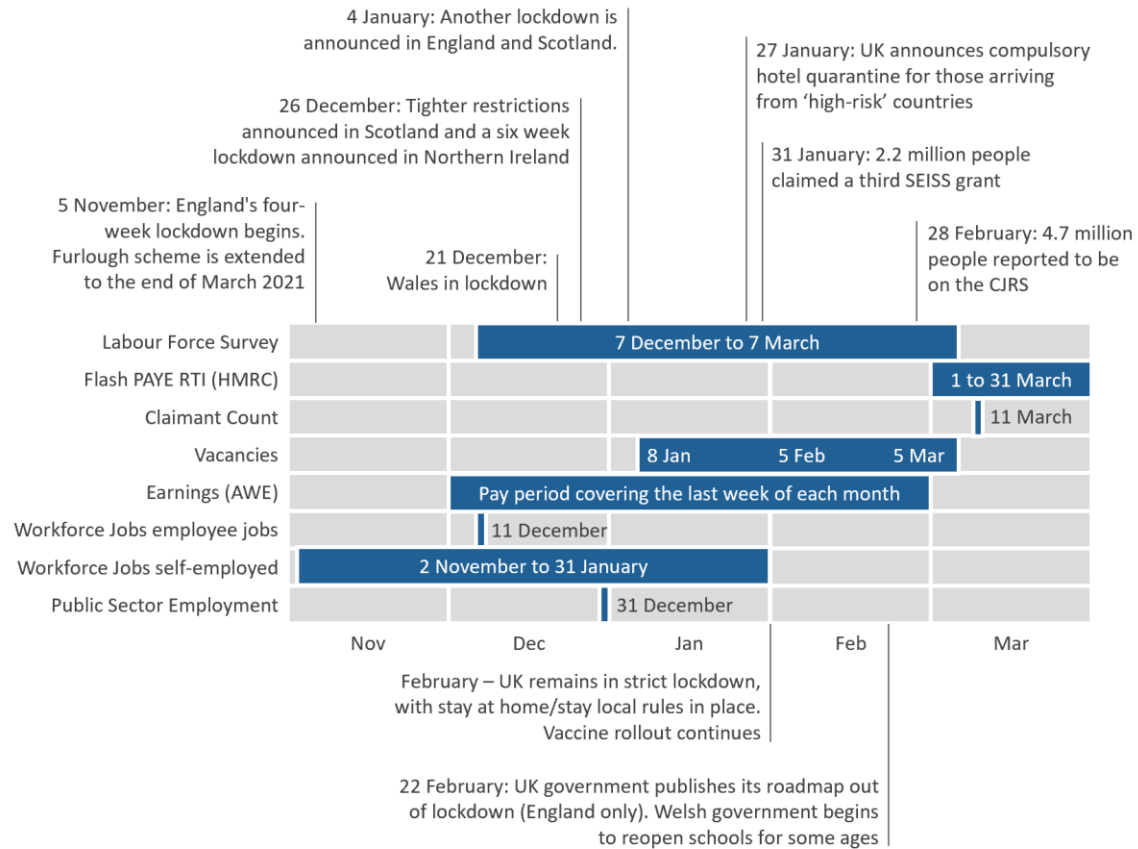 4 January: Another lockdown is
announced in England and Scotland.
27 January: UK announces compulsory
hotel quarantine for those arriving
from ‘high-risk’ countries
26 December: Tighter restrictions
announced in Scotland and a six week
lockdown announced in Northern Ireland
31 January: 2.2 million people
claimed a third SEISS grant
5 November: England's four-
week lockdown begins.
Furlough scheme is extended
to the end of March 2021
21 December:
Wales in lockdown
28 February: 4.7 million
people reported to be
on the CJRS
Labour Force Survey
7 December to 7 March
Flash PAYE RTI (HMRC)
1 to 31 March
Claimant Count
11 March
Vacancies
8 Jan
5 Feb
5 Mar
Earnings (AWE)
Pay period covering the last week of each month
Workforce Jobs employee jobs
11 December
Workforce Jobs self-employed
2 November to 31 January
Public Sector Employment
31 December
Nov
Dec
Jan
Feb
Mar
February – UK remains in strict lockdown,
with stay at home/stay local rules in place.
Vaccine rollout continues
22 February: UK government publishes its roadmap out
of lockdown (England only). Welsh government begins
to reopen schools for some ages